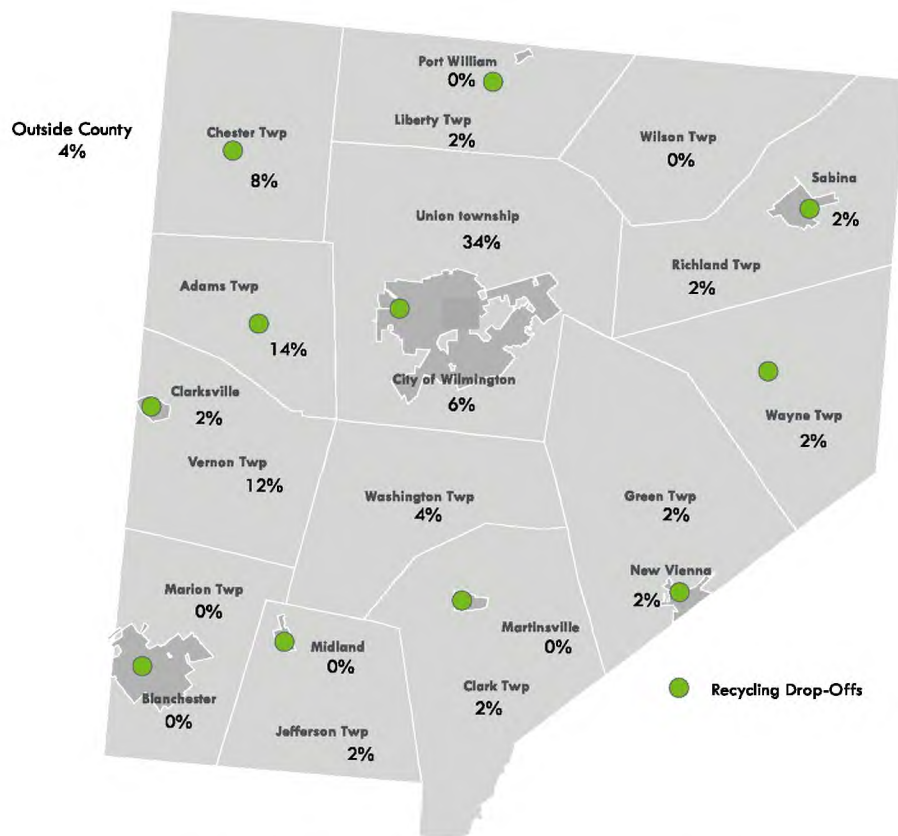 Port William
0%
Outside County
4%
Chester Twp
8%
Liberty Twp
2%
Wilson Twp
0%
Sabina
2%
Union township
34%
Richland Twp
2%
Adams Twp
14%
City of Wilmington
6%
Clarksville
2%
Wayne Twp
2%
Vernon Twp
12%
Washington Twp
4%
Green Twp
2%
New Vienna
2%
Marion Twp
0%
Martinsville
0%
Midland
0%
Blanchester
0%
Clark Twp
2%
Recycling Drop-Offs
Jefferson Twp
2%